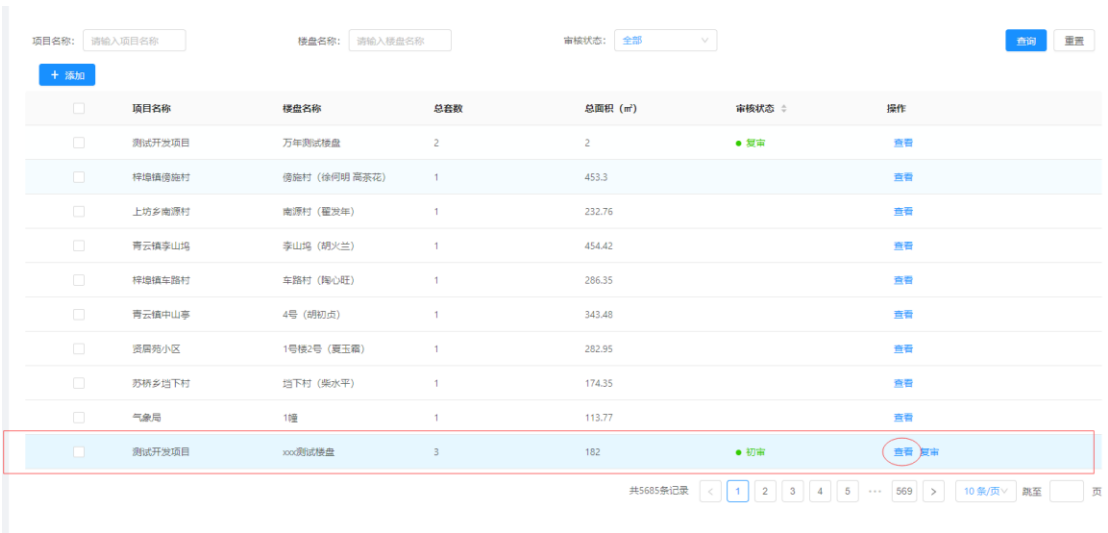 项目名称： 请输入项目名称 楼盘名称： 请输入楼盘名称 审核状态： 全部 查询 重置
+ 添加
项目名称 楼盘名称 总套数 总面积（㎡） 审核状态 操作
测试开发项目 万年测试楼盘 2 2 复审 查看
梓埠镇傍施村 傍施村（徐何明 高茶花） 1 453.3 查看
上坊乡南源村 南源村（翟发年） 1 232.76 查看
青云镇李山坞 李山坞（胡火兰） 1 454.42 查看
梓埠镇车路村 车路村（陶心旺） 1 286.35 查看
青云镇中山亭 4号（胡初贞） 1 343.48 查看
贤居苑小区 1号楼2号（夏玉霜） 1 282.95 查看
苏桥乡垱下村 垱下村（柴水平） 1 174.35 查看
气象局 1幢 1 113.77 查看
测试开发项目 xxx测试楼盘 3 182 初审 查看 复审
共5685条记录 < 1 2 3 4 5 ••• 569 > 10 条/页 跳至 页